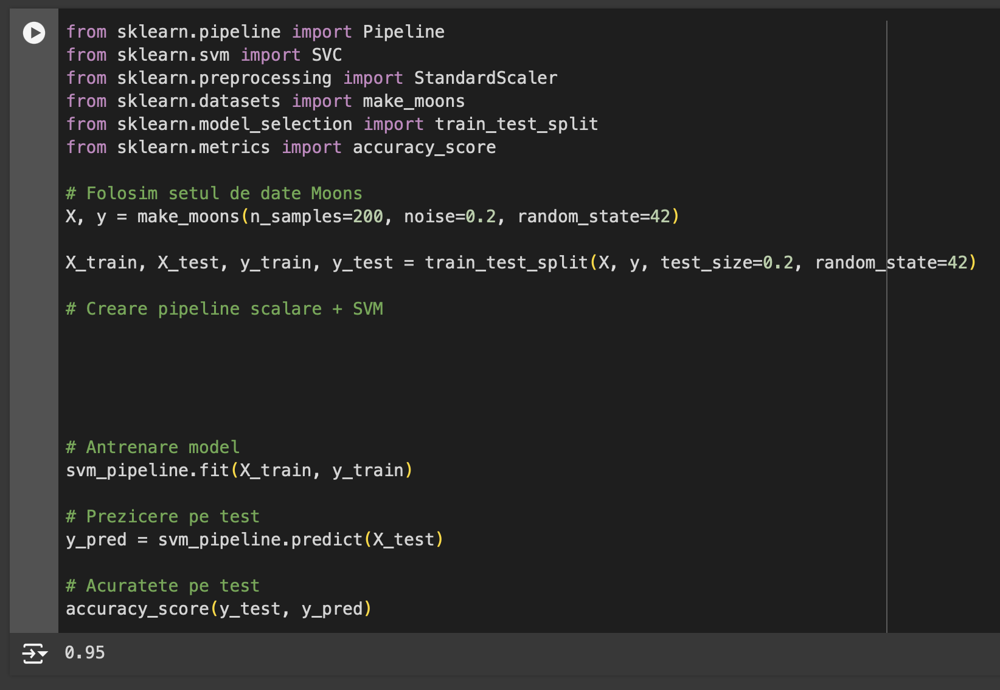 from sklearn.pipeline import Pipeline
from sklearn.svm import SVC
from sklearn.preprocessing import StandardScaler
from sklearn.datasets import make_moons
from sklearn.model_selection import train_test_split
from sklearn.metrics import accuracy_score
# Folosim setul de date Moons
X, y = make_moons(n_samples=200, noise=0.2, random_state=42)
X_train, X_test, y_train, y_test = train_test_split(X, y, test_size=0.2, random_state=42)
# Creare pipeline scalare + SVM
# Antrenare model
svm_pipeline.fit(X_train, y_train)
# Prezicere pe test
y_pred = svm_pipeline.predict(X_test)
# Acuratete pe test
accuracy_score(y_test, y_pred)
0.95